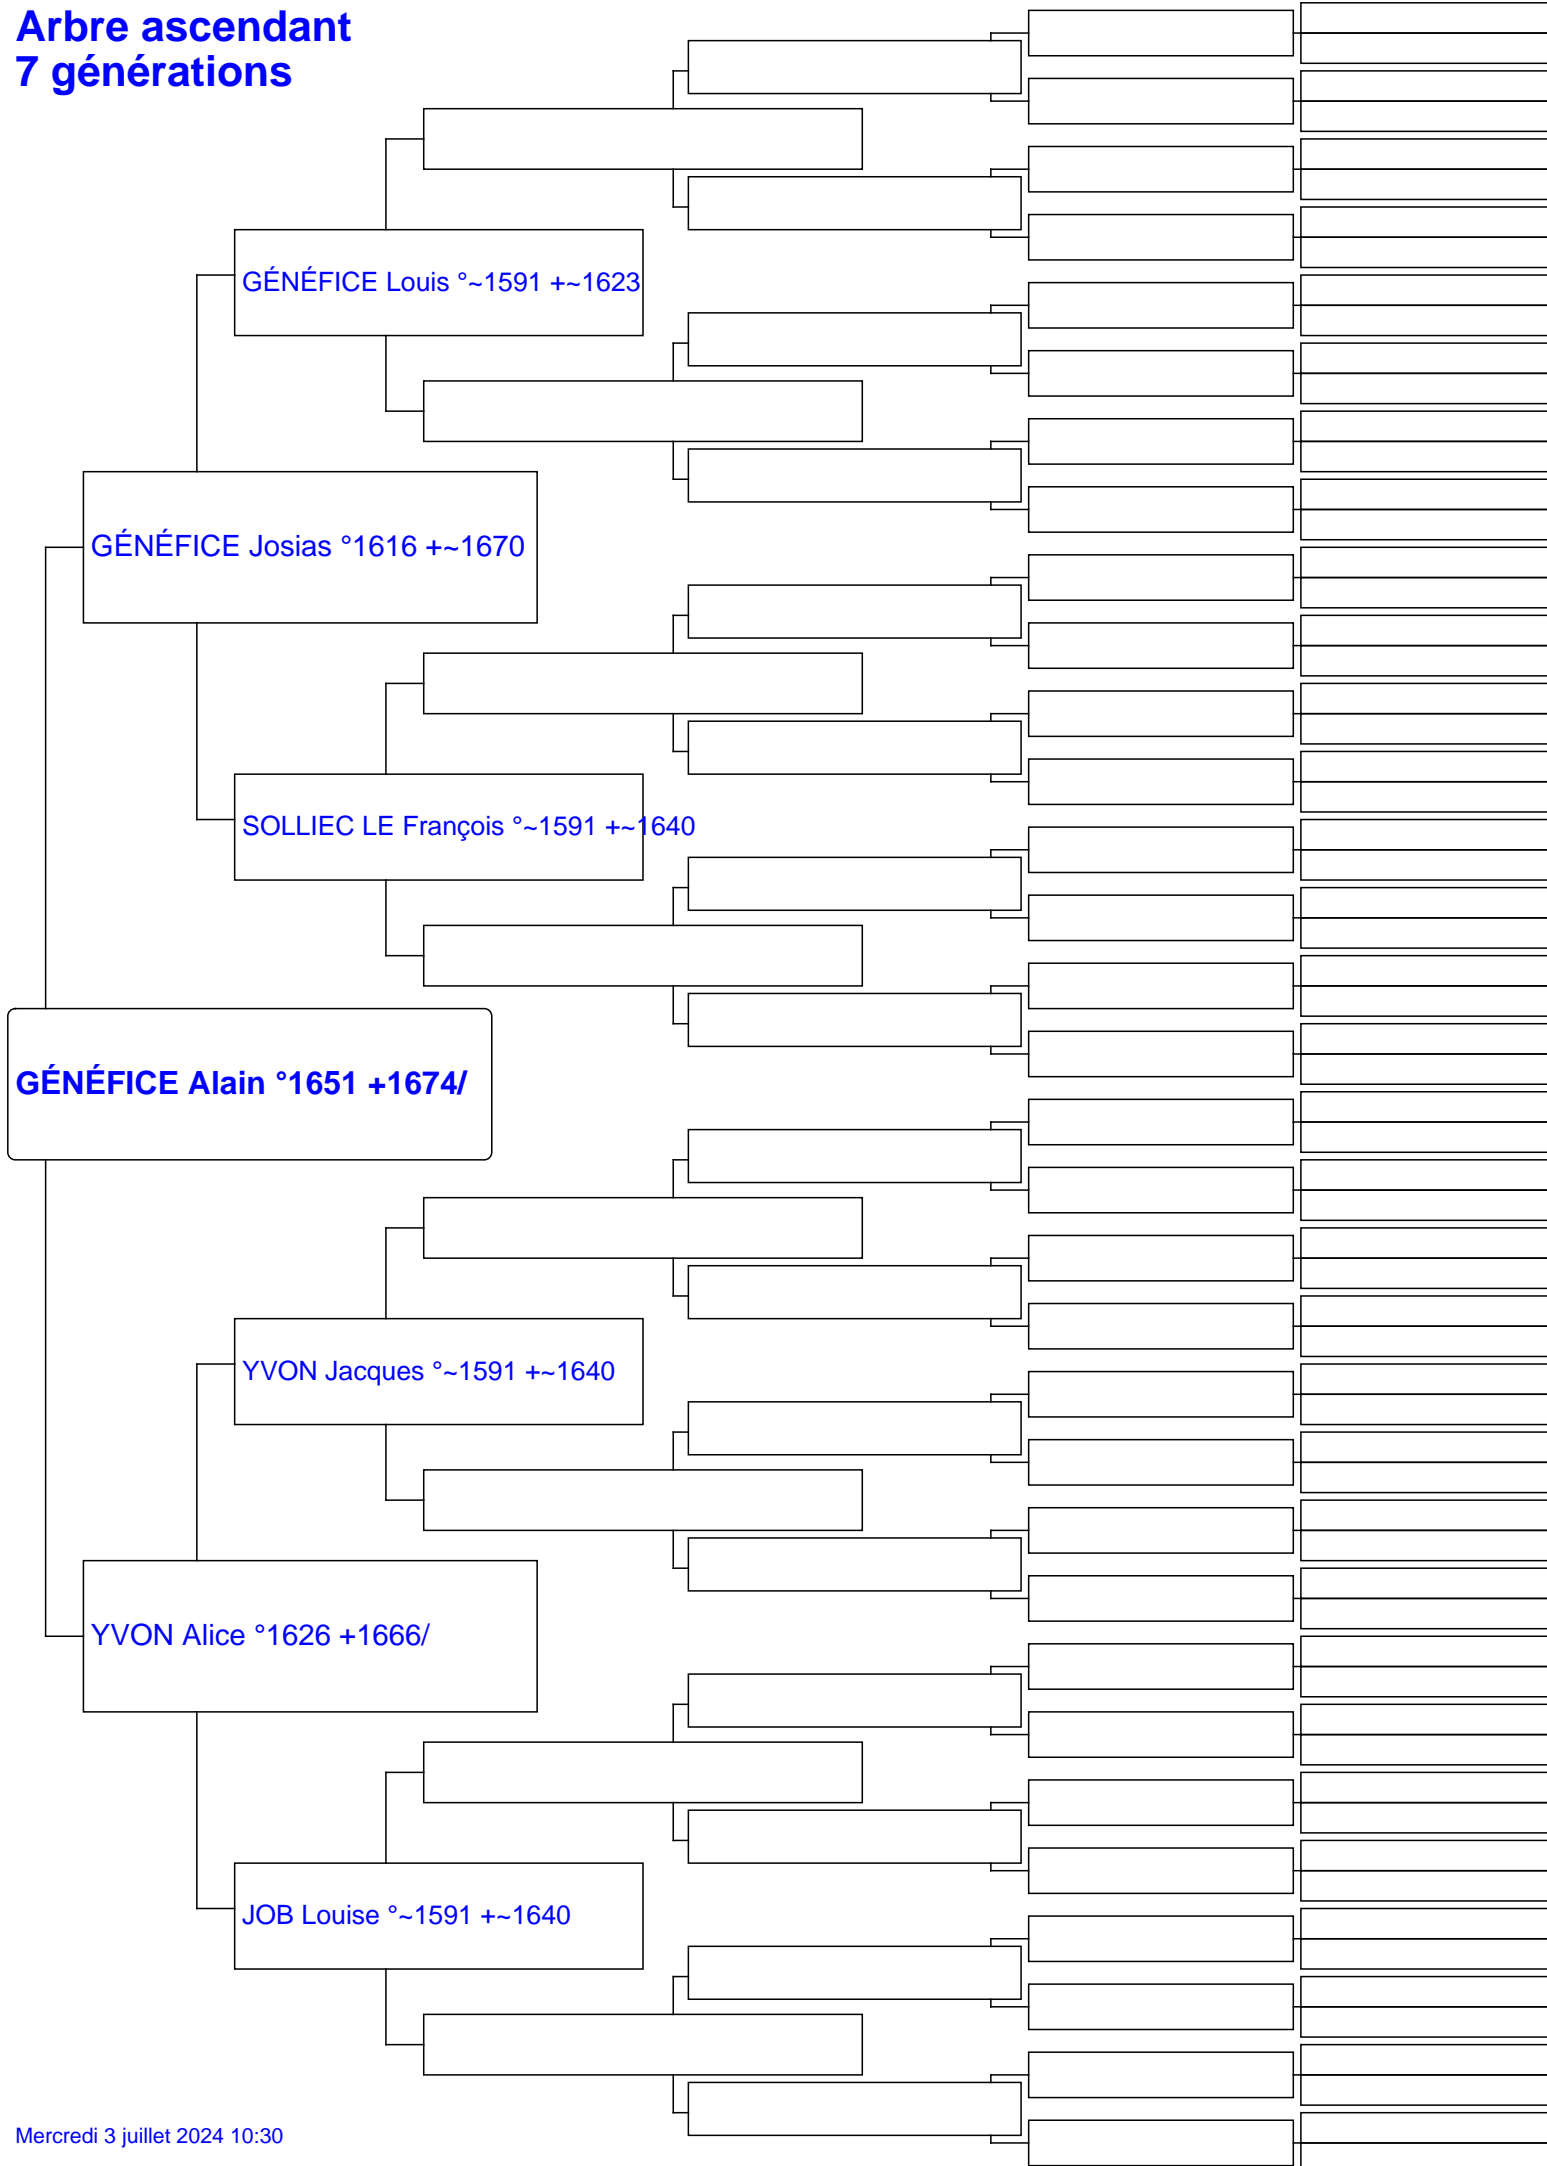 Arbre ascendant
7 générations
GÉNÉFICE Louis °~1591 +~1623
GÉNÉFICE Josias °1616 +~1670
SOLLIEC LE François °~1591 +~1640
GÉNÉFICE Alain °1651 +1674/
YVON Jacques °~1591 +~1640
YVON Alice °1626 +1666/
JOB Louise °~1591 +~1640
Mercredi 3 juillet 2024 10:30